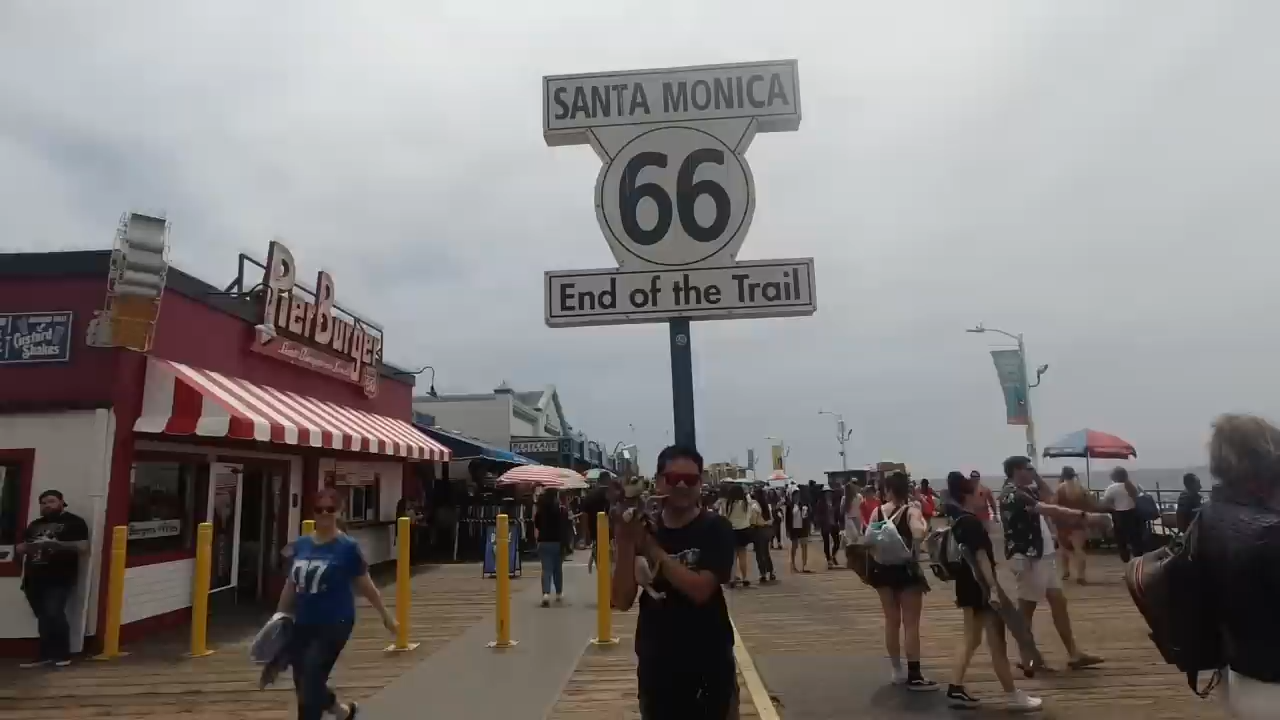 SANTA MONICA
66
End of the Trail
PierBurger
Custard
Shakes
97